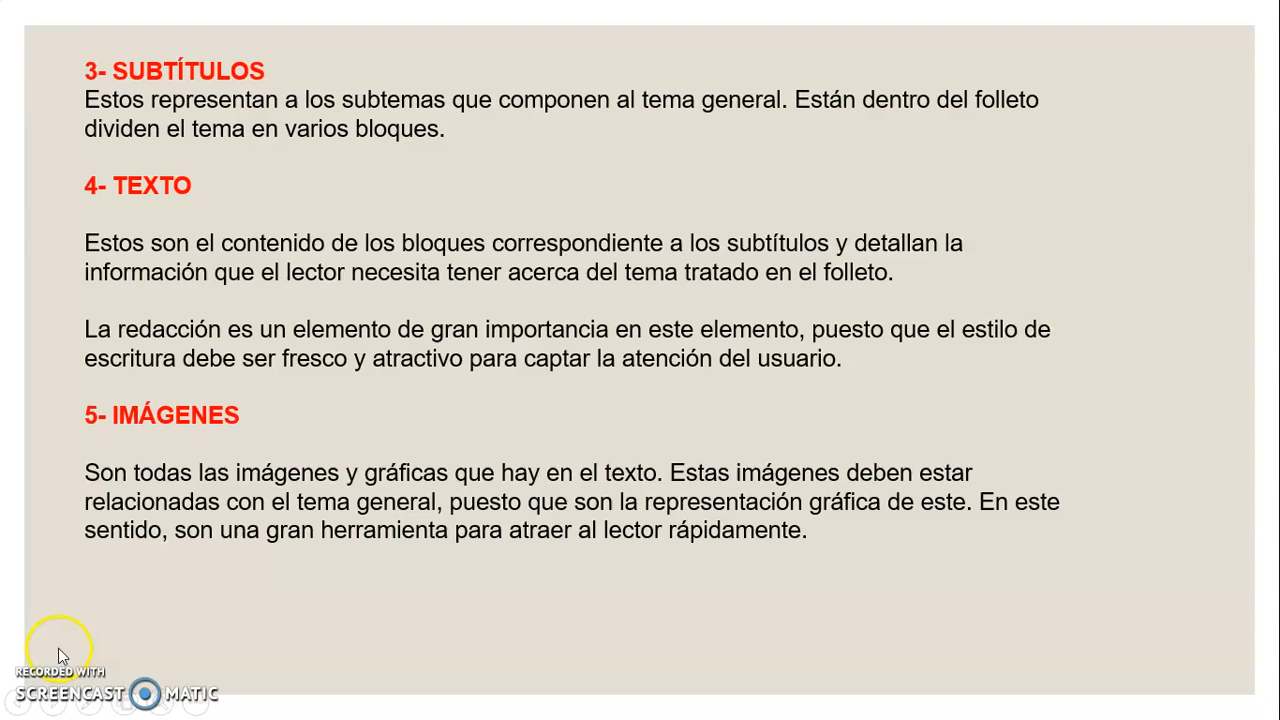 3- SUBTÍTULOS
Estos representan a los subtemas que componen al tema general. Están dentro del folleto
dividen el tema en varios bloques.
4- TEXTO
Estos son el contenido de los bloques correspondiente a los subtítulos y detallan la
información que el lector necesita tener acerca del tema tratado en el folleto.
La redacción es un elemento de gran importancia en este elemento, puesto que el estilo de
escritura debe ser fresco y atractivo para captar la atención del usuario.
5- IMÁGENES
Son todas las imágenes y gráficas que hay en el texto. Estas imágenes deben estar
relacionadas con el tema general, puesto que son la representación gráfica de este. En este
sentido, son una gran herramienta para atraer al lector rápidamente.
RECORDED WITH
SCREENCAST MATIC